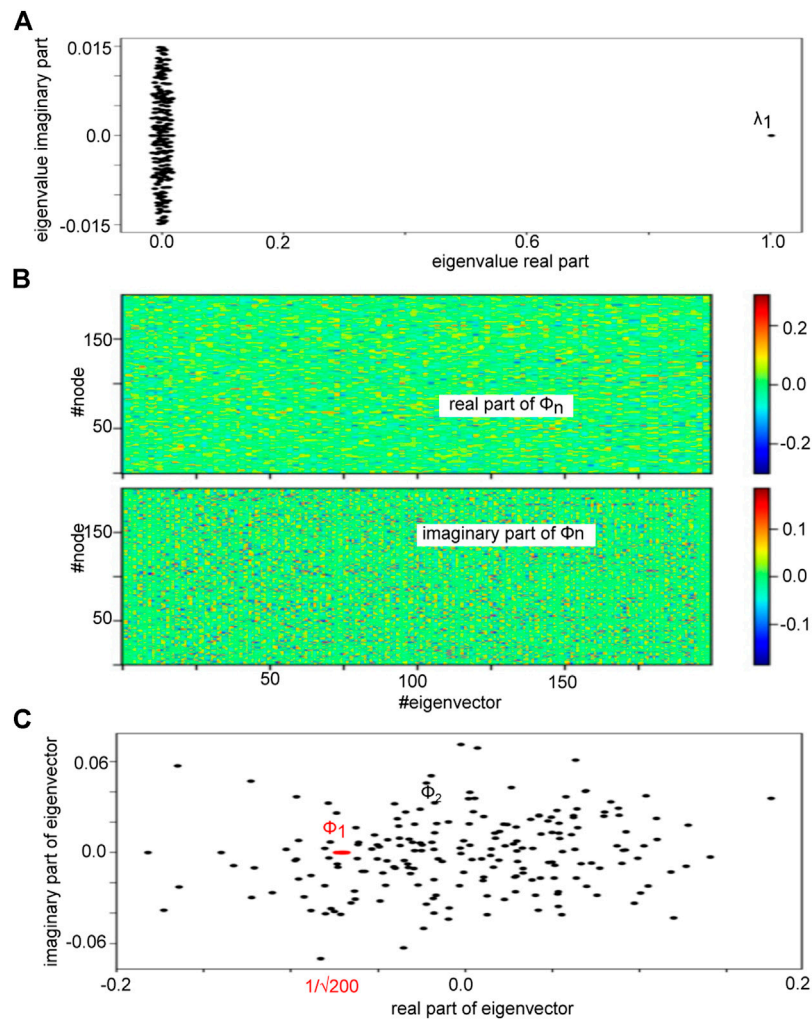 A
eigenvalue imaginary part
0.015
0.0
-0.015
λ1
0.0
0.2
0.6
1.0
eigenvalue real part
B
#node
150
50
real part of Φn
0.0
-0.2
#node
150
50
imaginary part of Φn
0.1
0.0
-0.1
50
100
150
#eigenvector
C
imaginary part of eigenvector
0.06
0.0
-0.06
Φ1
Φ2
-0.2
1/√200
0.0
0.2
real part of eigenvector